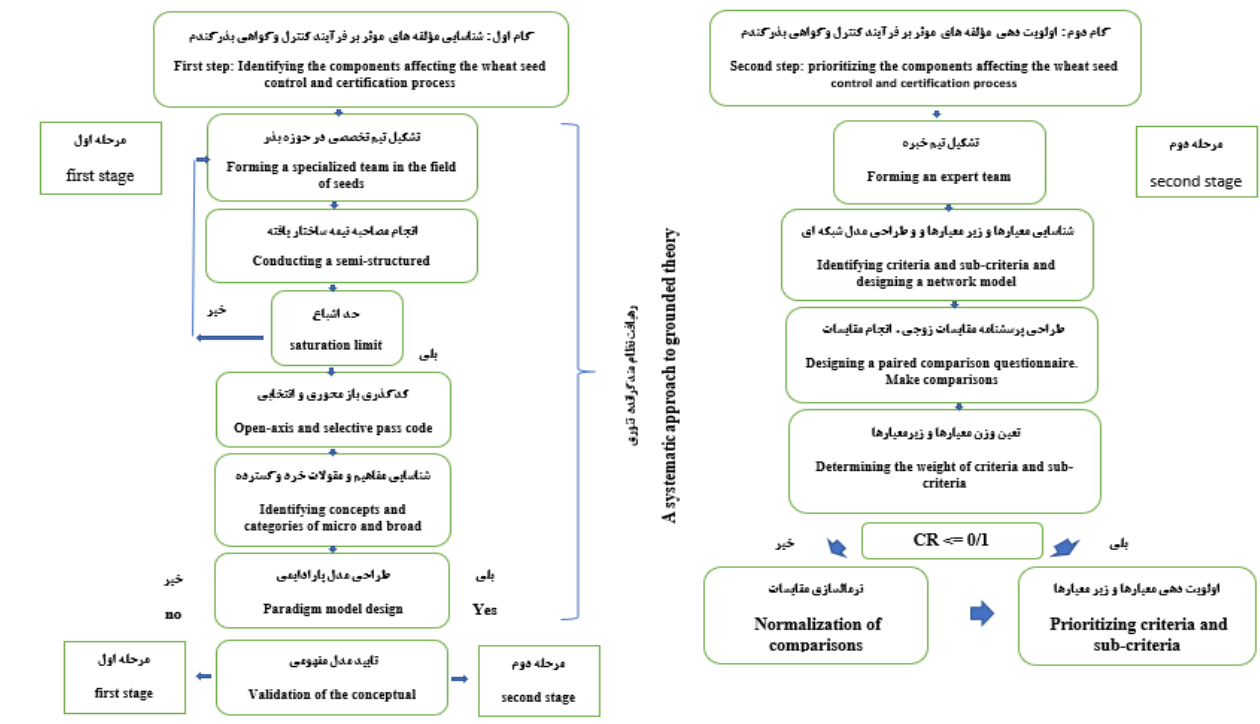 گام اول: شناسایی مؤلفه های موثر بر فرآیند کنترل و گواهی بذر گندم
First step: Identifying the components affecting the wheat seed
control and certification process
مرحله اول
first stage
تشکیل تیم تخصصی در حوزه بذر
Forming a specialized team in the field
of seeds
انجام مصاحبه نیمه ساختار یافته
Conducting a semi-structured
حد اشباع
saturation limit
خیر
بلی
کدگذری باز محوری و انتخابی
Open-axis and selective pass code
شناسایی مفاهیم و مقولات خرد و گسترده
Identifying concepts and
categories of micro and broad
طراحی مدل پارادایمی
Paradigm model design
خیر
no
بلی
Yes
تایید مدل مفهومی
Validation of the conceptual
مرحله اول
first stage
مرحله دوم
second stage
رهیافت نظام مند گرانده تئوری
A systematic approach to grounded theory
گام دوم: اولویت دهی مؤلفه های موثر بر فرآیند کنترل و گواهی بذر گندم
Second step: prioritizing the components affecting the wheat seed
control and certification process
مرحله دوم
second stage
تشکیل تیم خبره
Forming an expert team
شناسایی معیارها و زیر معیارها و و طراحی مدل شبکه ای
Identifying criteria and sub-criteria and
designing a network model
طراحی پرسشنامه مقایسات زوجی. انجام مقایسات
Designing a paired comparison questionnaire.
Make comparisons
تعین وزن معیارها و زیرمعیارها
Determining the weight of criteria and sub-
criteria
CR <= 0/1
خیر
بلی
نرمالسازی مقایسات
Normalization of
comparisons
اولویت دهی معیارها و زیر معیارها
Prioritizing criteria and
sub-criteria